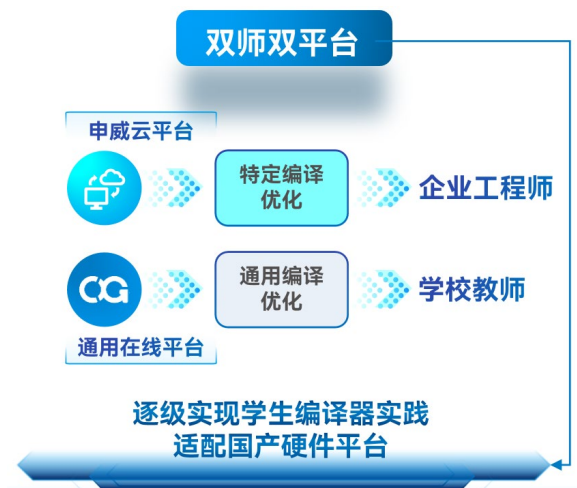 双师双平台
申威云平台
特定编译
优化
企业工程师
CG
通用编译
优化
学校教师
通用在线平台
逐级实现学生编译器实践
适配国产硬件平台